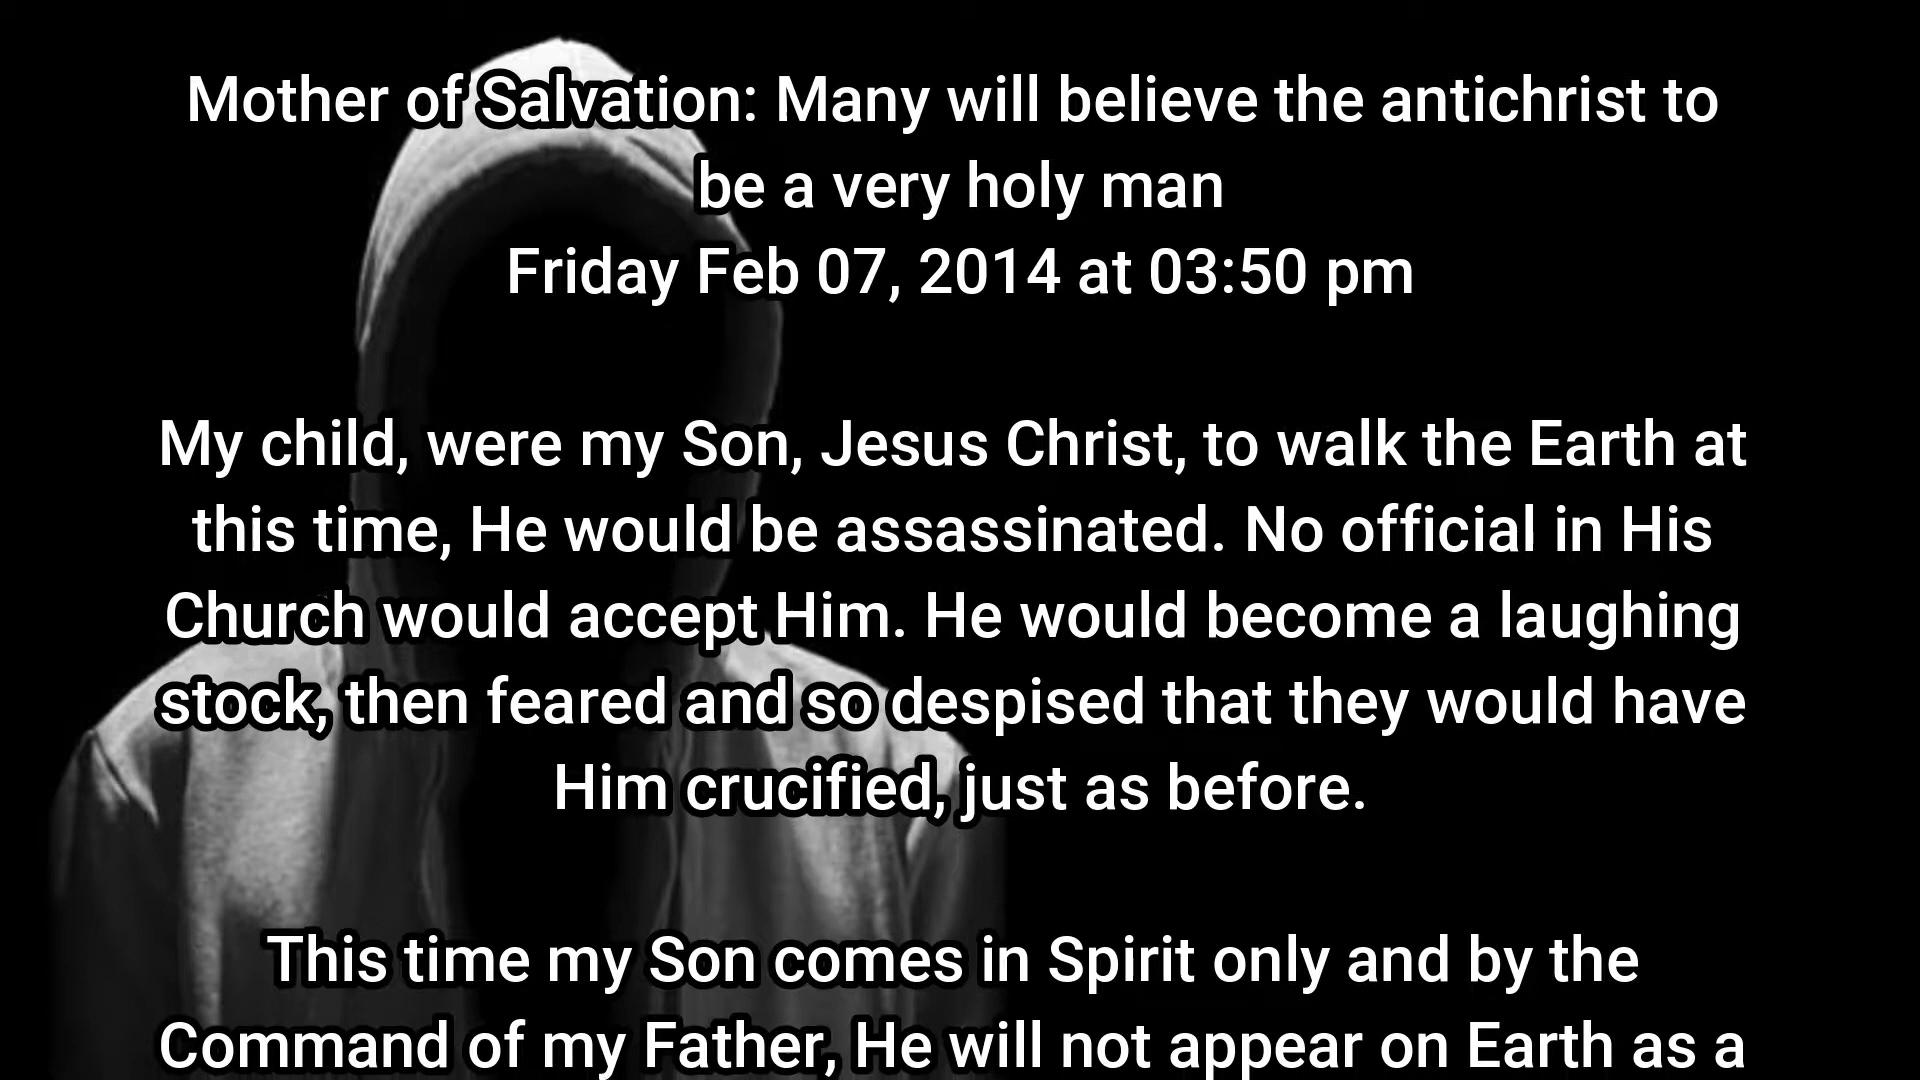 Mother of Salvation: Many will believe the antichrist to
be a very holy man
Friday Feb 07, 2014 at 03:50 pm
My child, were my Son, Jesus Christ, to walk the Earth at
this time, He would be assassinated. No official in His
Church would accept Him. He would become a laughing
stock, then feared and so despised that they would have
Him crucified, just as before.
This time my Son comes in Spirit only and by the
Command of my Father, He will not appear on Earth as a